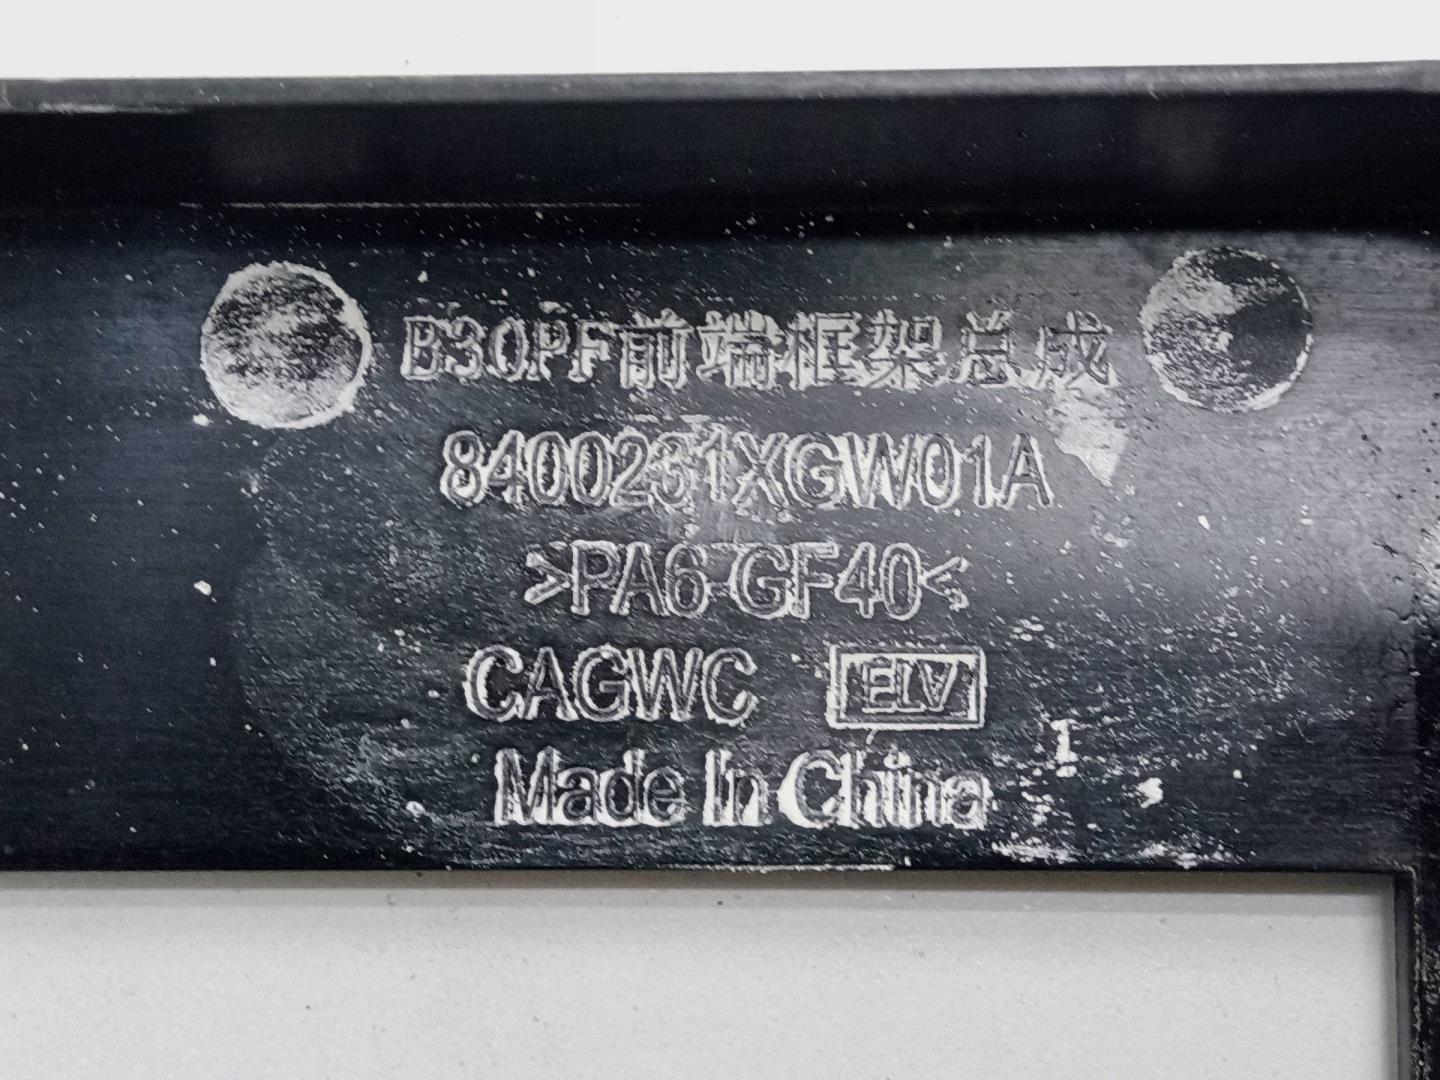 B30PF前端框架总成
8400231XGW01A
>PA6-GF40<
CAGWC ELV
Made In China